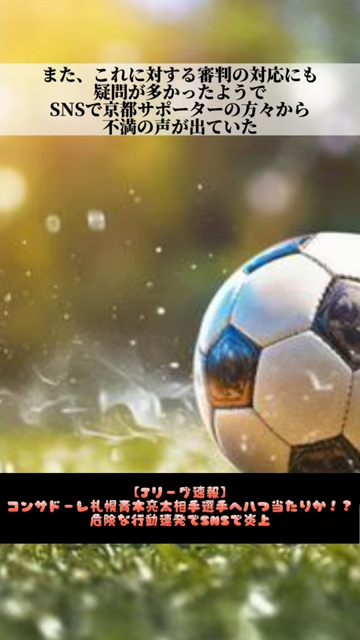 また、これに対する審判の対応にも
疑問が多かったようで
SNSで京都サポーターの方々から
不満の声が出ていた
【Jリーグ速報】
コンサドーレ札幌青木亮太相手選手へ八つ当たりか！？
危険な行動連発でSNSで炎上